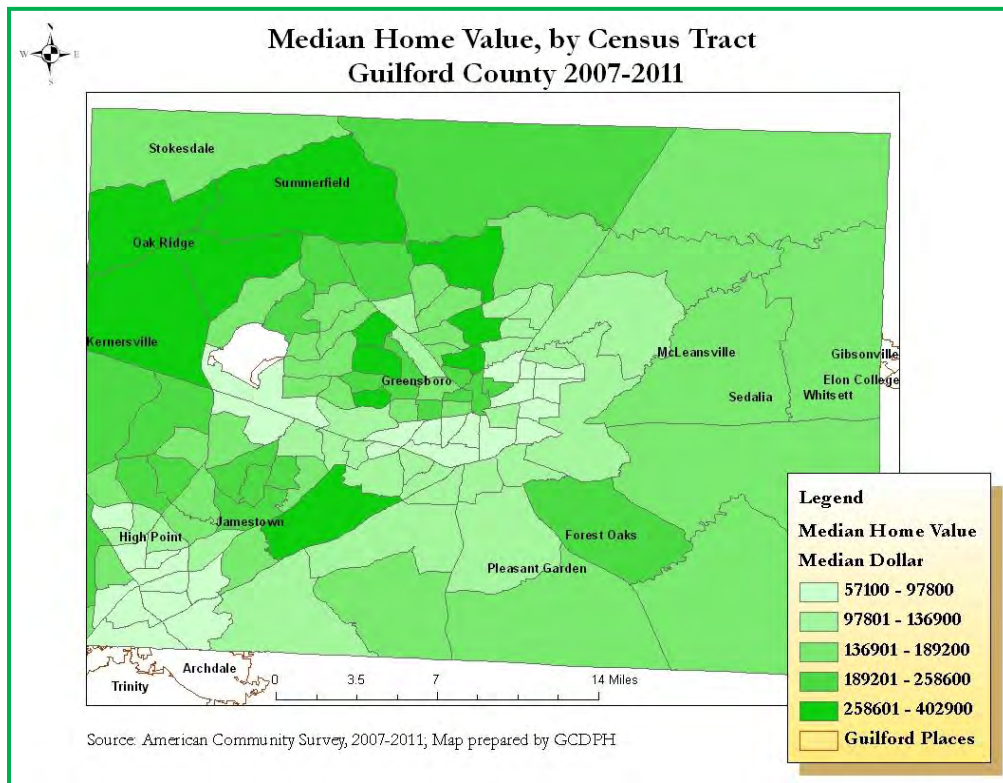 N
W
E
S
Median Home Value, by Census Tract
Guilford County 2007-2011
Stokesdale
Summerfield
Oak Ridge
Kernersville
McLeansville
Gibsonville
Greensboro
Elon College
Sedalia
Whitsett
Jamestown
High Point
Forest Oaks
Pleasant Garden
Archdale
Trinity
0 3.5 7 14 Miles
Legend
Median Home Value
Median Dollar
57100 - 97800
97801 - 136900
136901 - 189200
189201 - 258600
258601 - 402900
Guilford Places
Source: American Community Survey, 2007-2011; Map prepared by GCDPH